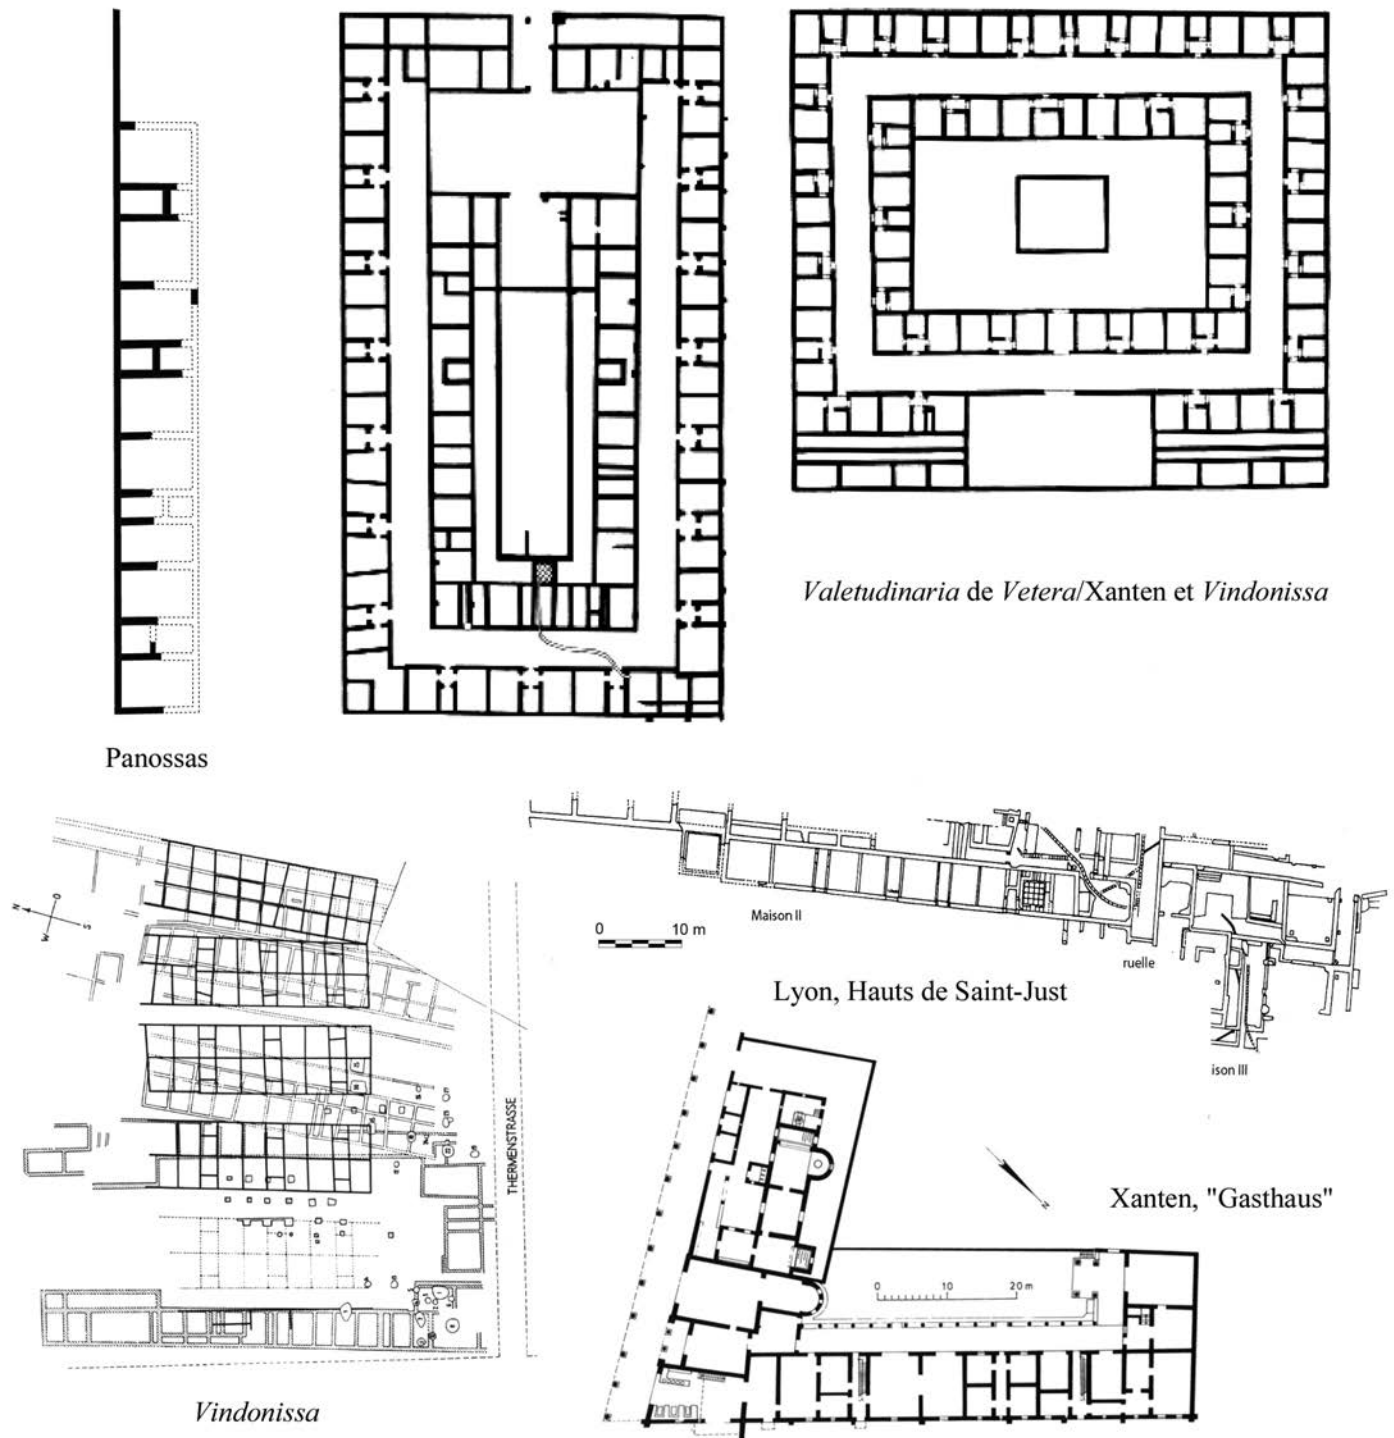 Valetudinaria de Vetera/Xanten et Vindonissa
Panossas
N
O
S
W
THERMENSTRASSE
Vindonissa
Maison II
0 10 m
ruelle
Lyon, Hauts de Saint-Just
ison III
N
Xanten, "Gasthaus"
0 10 20 m